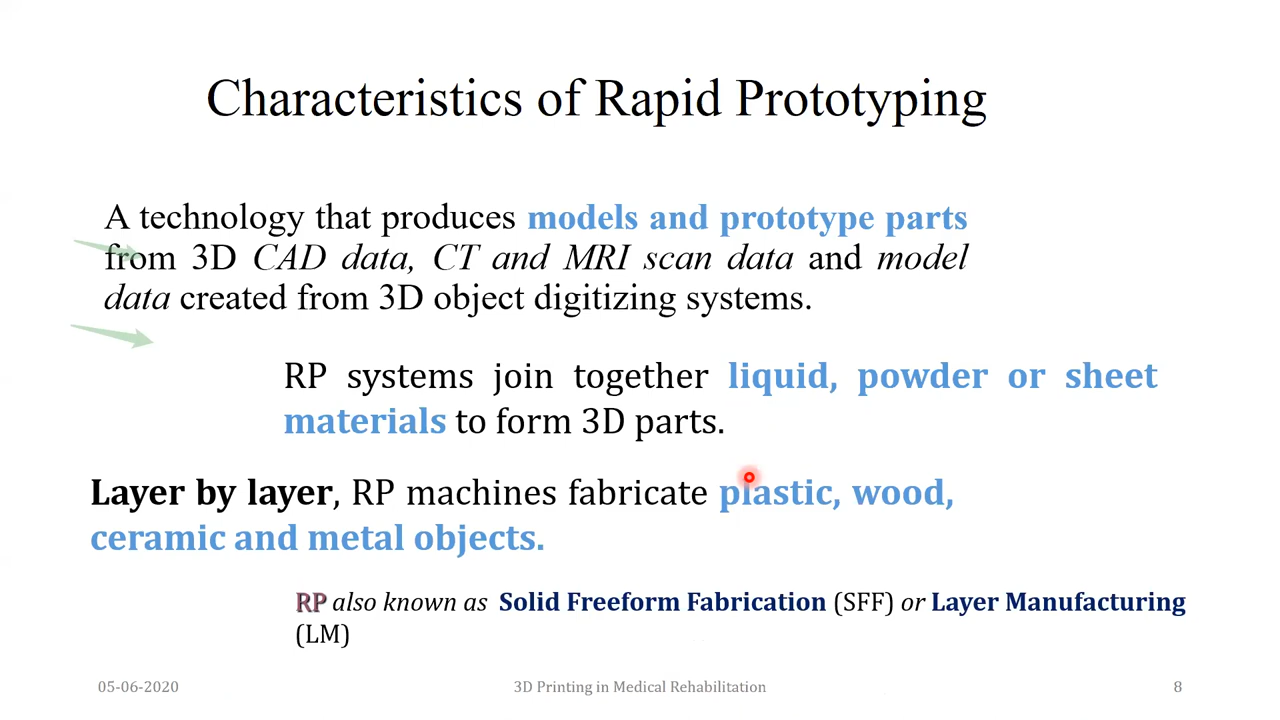 Characteristics of Rapid Prototyping
A technology that produces models and prototype parts
from 3D CAD data, CT and MRI scan data and model
data created from 3D object digitizing systems.
RP systems join together liquid, powder or sheet
materials to form 3D parts.
Layer by layer, RP machines fabricate plastic, wood,
ceramic and metal objects.
RP also known as Solid Freeform Fabrication (SFF) or Layer Manufacturing
(LM)
05-06-2020 3D Printing in Medical Rehabilitation 8